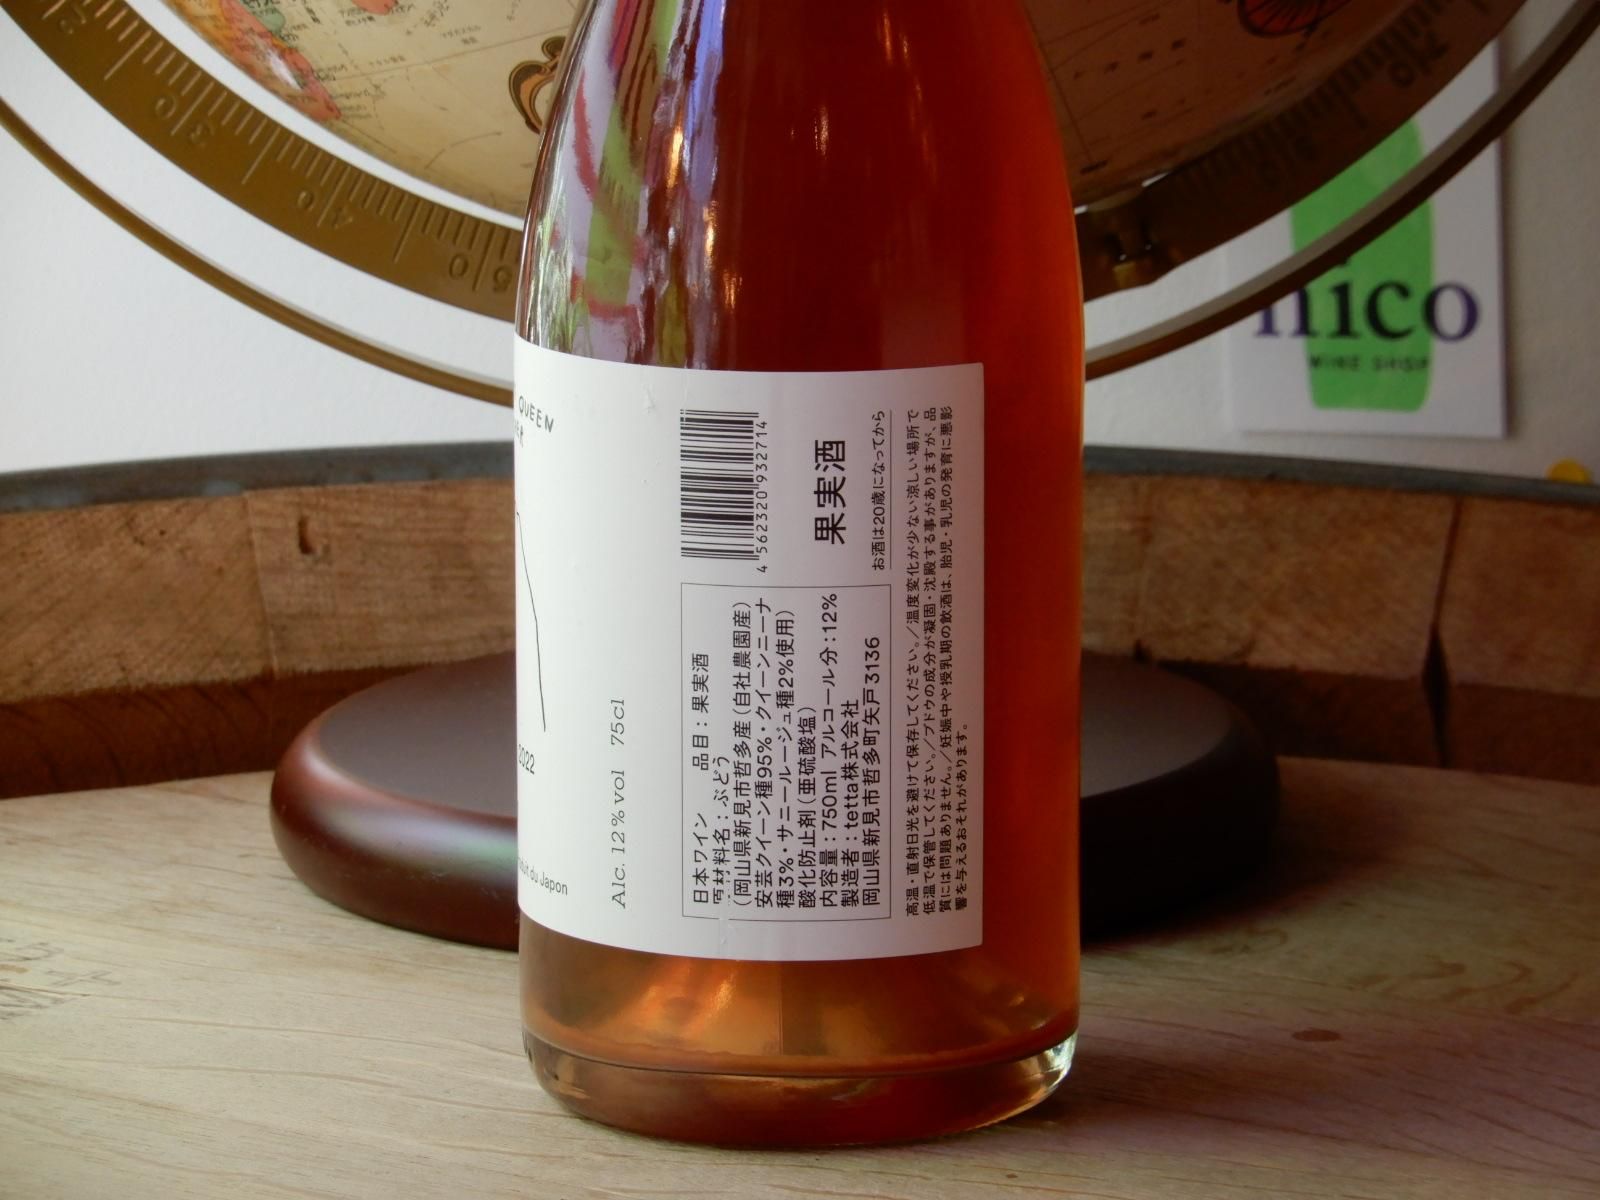 QUEEN
2022
Produit du Japon
Alc. 12% vol 75cl
4 562320 932714
果実酒
お酒は20歳になってから
日本ワイン 品目：果実酒
原材料名：ぶどう
（岡山県新見市哲多産（自社農園産）
安芸クイーン種95%・クイーンニーナ
種3%・サニールージュ種2%使用）
酸化防止剤（亜硫酸塩）
内容量：750ml アルコール分：12%
製造者：tetta株式会社
岡山県新見市哲多町矢戸3136
高温・直射日光を避けて保存してください。／温度変化が少ない涼しい場所で
低温で保管してください。／ブドウの成分が凝固・沈殿する事がありますが、品
質には問題ありません。／妊娠中や授乳期の飲酒は、胎児・乳児の発育に悪影
響を与えるおそれがあります。
nico
WINE SHOP